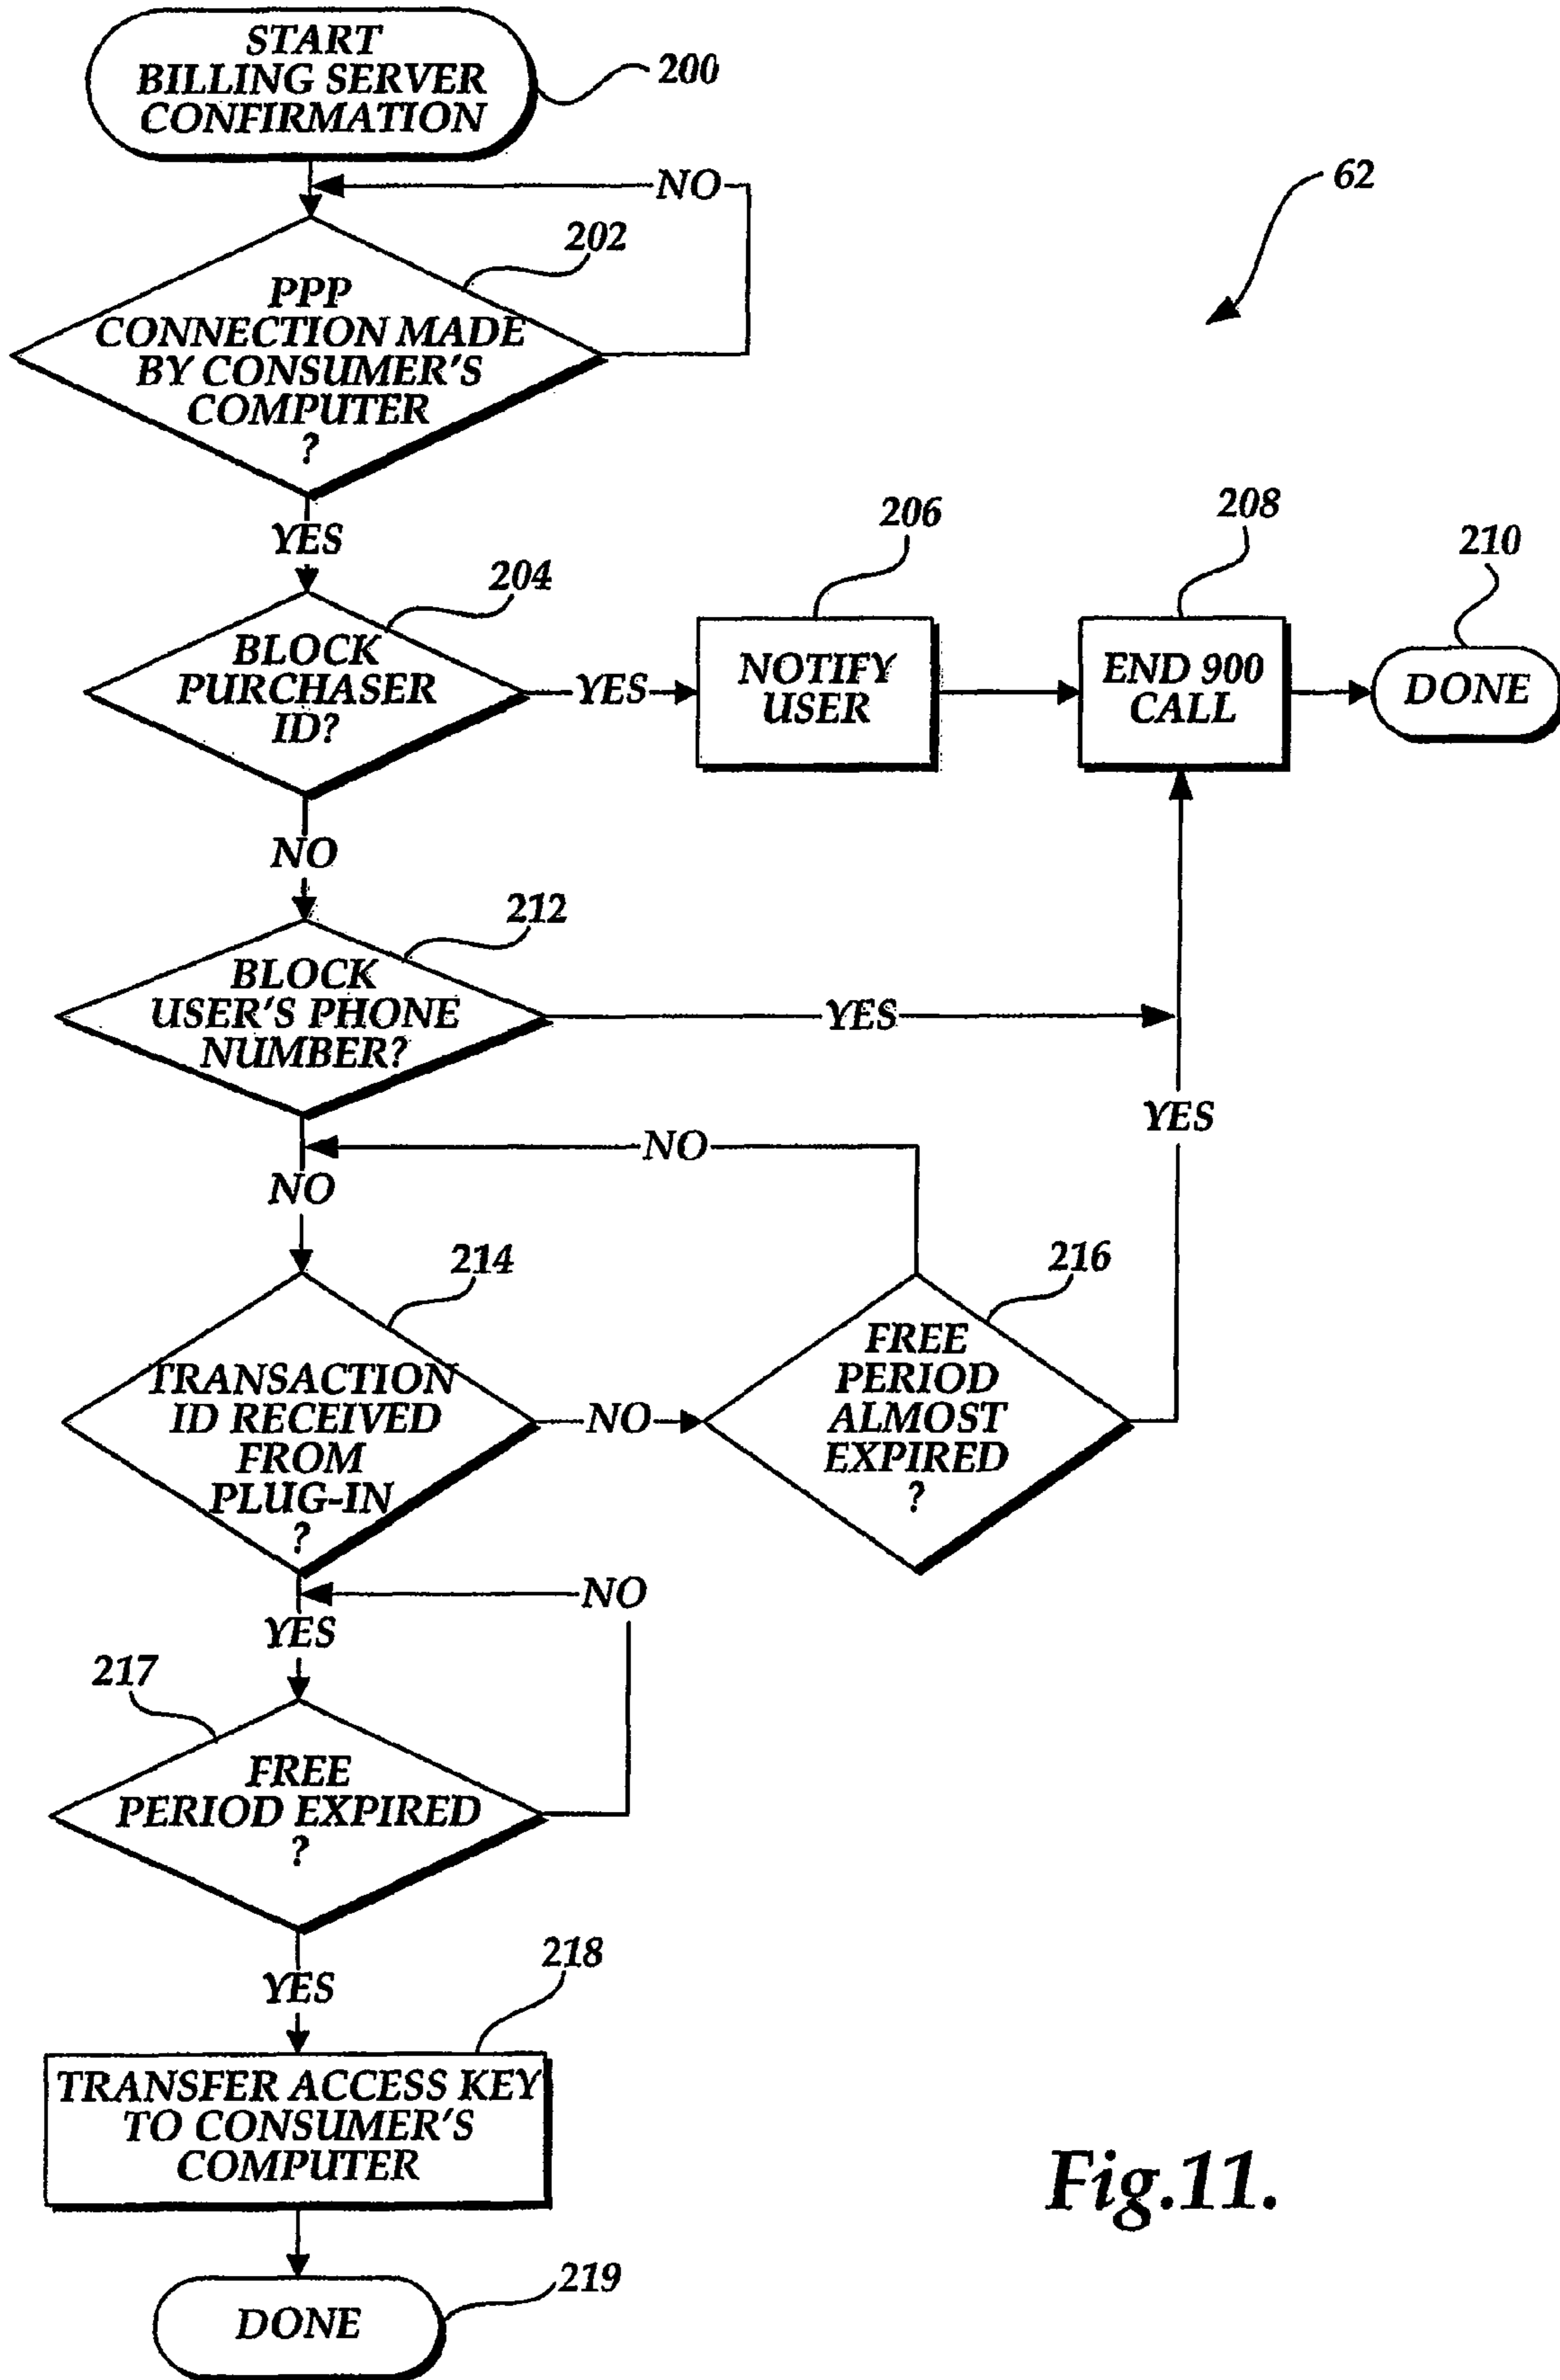 START
BILLING SERVER
CONFIRMATION
200
NO
62
202
PPP
CONNECTION MADE
BY CONSUMER'S
COMPUTER
?
YES
204
BLOCK
PURCHASER
ID?
YES
206
NOTIFY
USER
208
END 900
CALL
210
DONE
NO
212
BLOCK
USER'S PHONE
NUMBER?
YES
YES
NO
NO
214
TRANSACTION
ID RECEIVED
FROM
PLUG-IN
?
NO
216
FREE
PERIOD
ALMOST
EXPIRED
?
NO
YES
217
FREE
PERIOD EXPIRED
?
YES
218
TRANSFER ACCESS KEY
TO CONSUMER'S
COMPUTER
219
DONE
Fig.11.